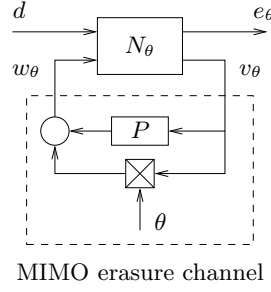 d
N_θ
e_θ
w_θ
v_θ
P
θ
MIMO erasure channel